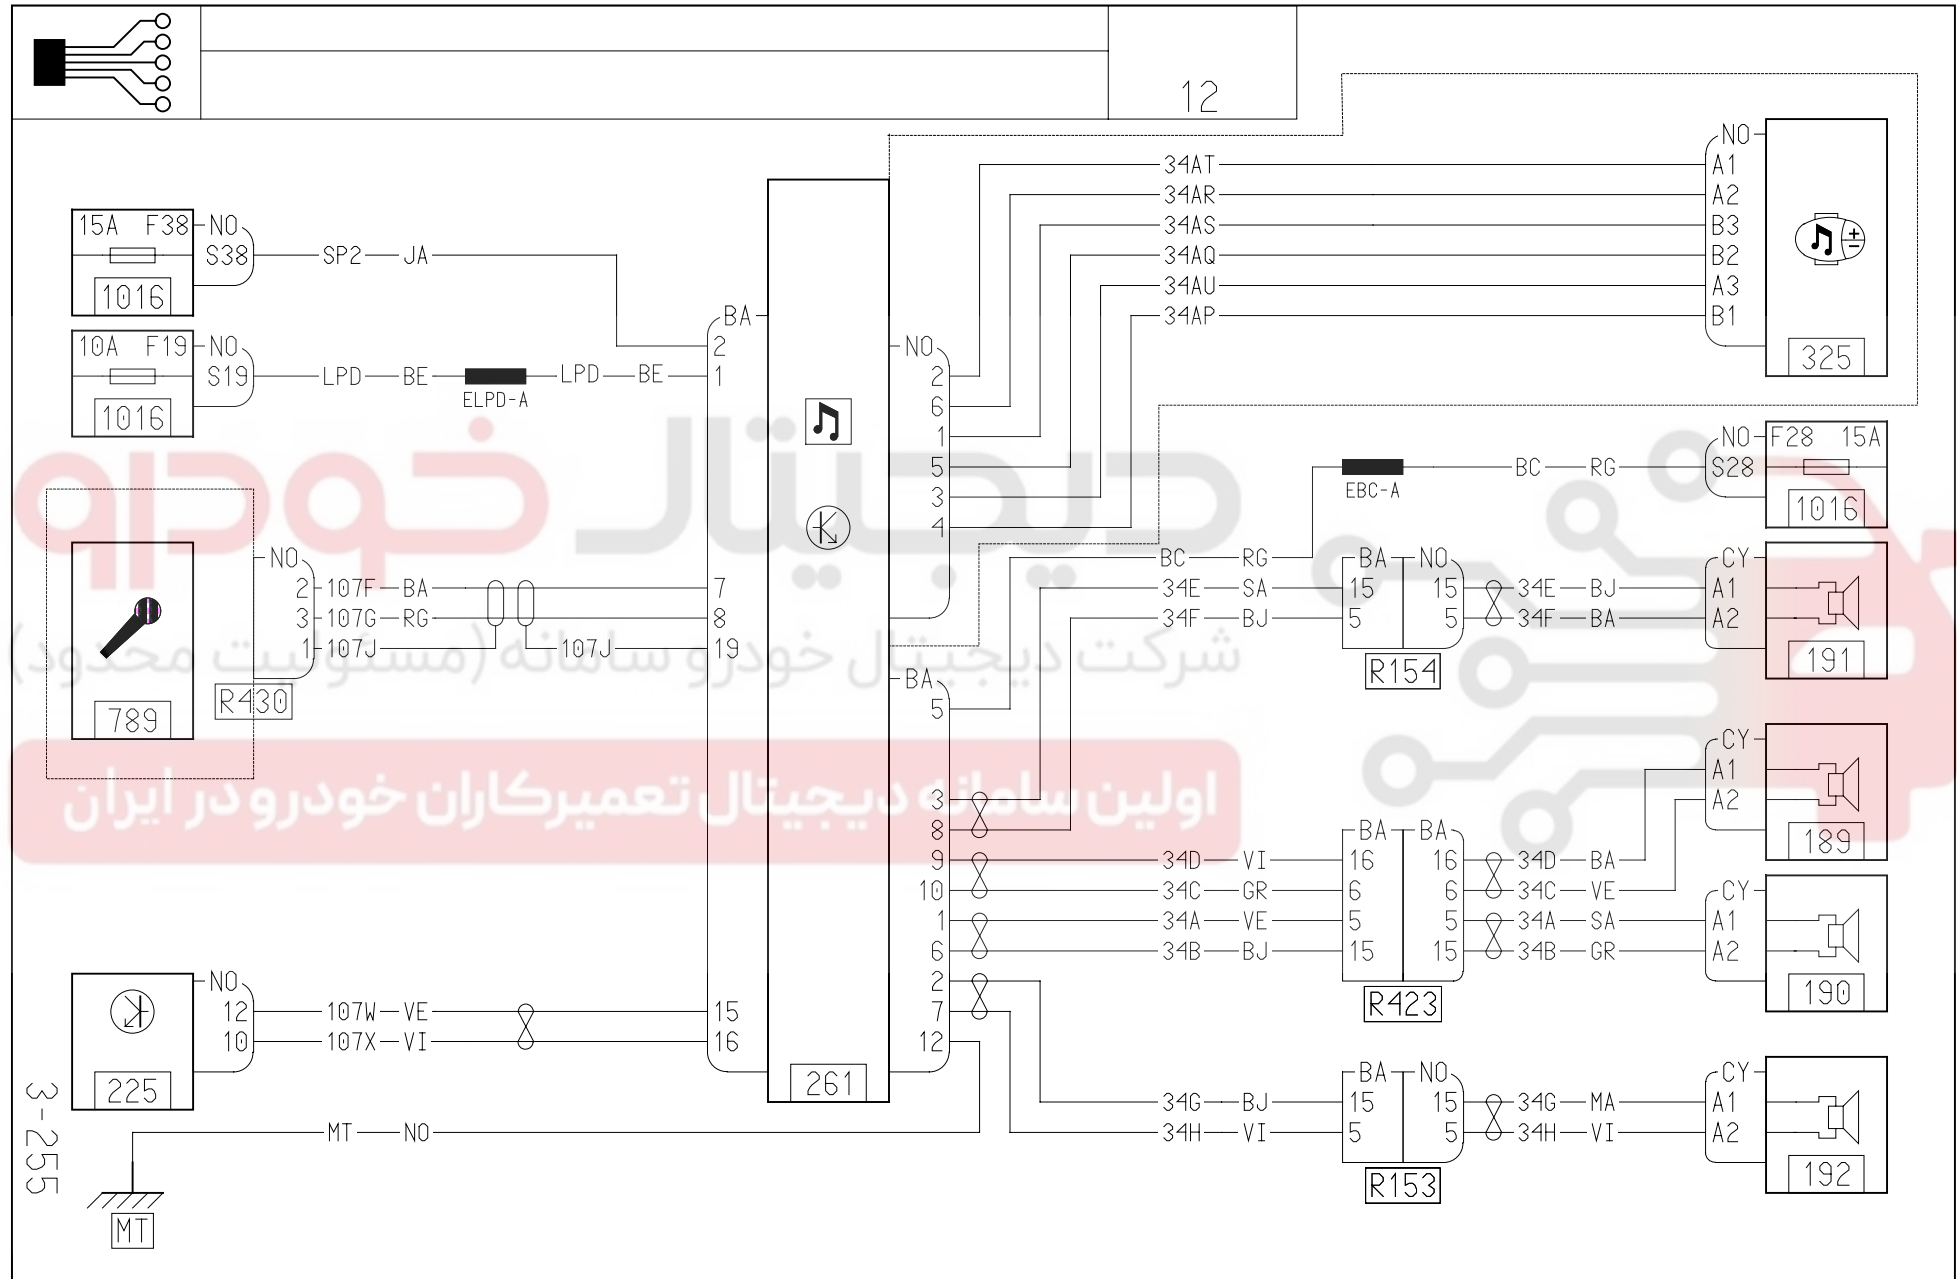 12
15A F38 NO
S38
1016
SP2 JA
10A F19 NO
S19
1016
LPD BE
ELPD-A
LPD BE
789
NO
2 107F BA
3 107G RG
1 107J
107J
R430
225
NO
12 107W VE
10 107X VI
MT NO
MT
3-255
BA
2
1
7
8
19
15
16
261
NO
2
6
1
5
3
4
BA
5
3
8
9
10
1
6
2
7
12
34AT
34AR
34AS
34AQ
34AU
34AP
NO
A1
A2
B3
B2
A3
B1
325
BC RG
EBC-A
BC RG
NO F28 15A
S28
1016
34E SA
34F BJ
BA NO
15 15
5 5
R154
34E BJ
34F BA
CY
A1
A2
191
34D VI
34C GR
34A VE
34B BJ
BA BA
16 16
6 6
5 5
15 15
R423
34D BA
34C VE
34A SA
34B GR
CY
A1
A2
189
CY
A1
A2
190
34G BJ
34H VI
BA NO
15 15
5 5
R153
34G MA
34H VI
CY
A1
A2
192
دیجیتال خودرو
شرکت دیجیتال خودرو سامانه (مسئولیت محدود)
اولین سامانه دیجیتال تعمیرکاران خودرو در ایران